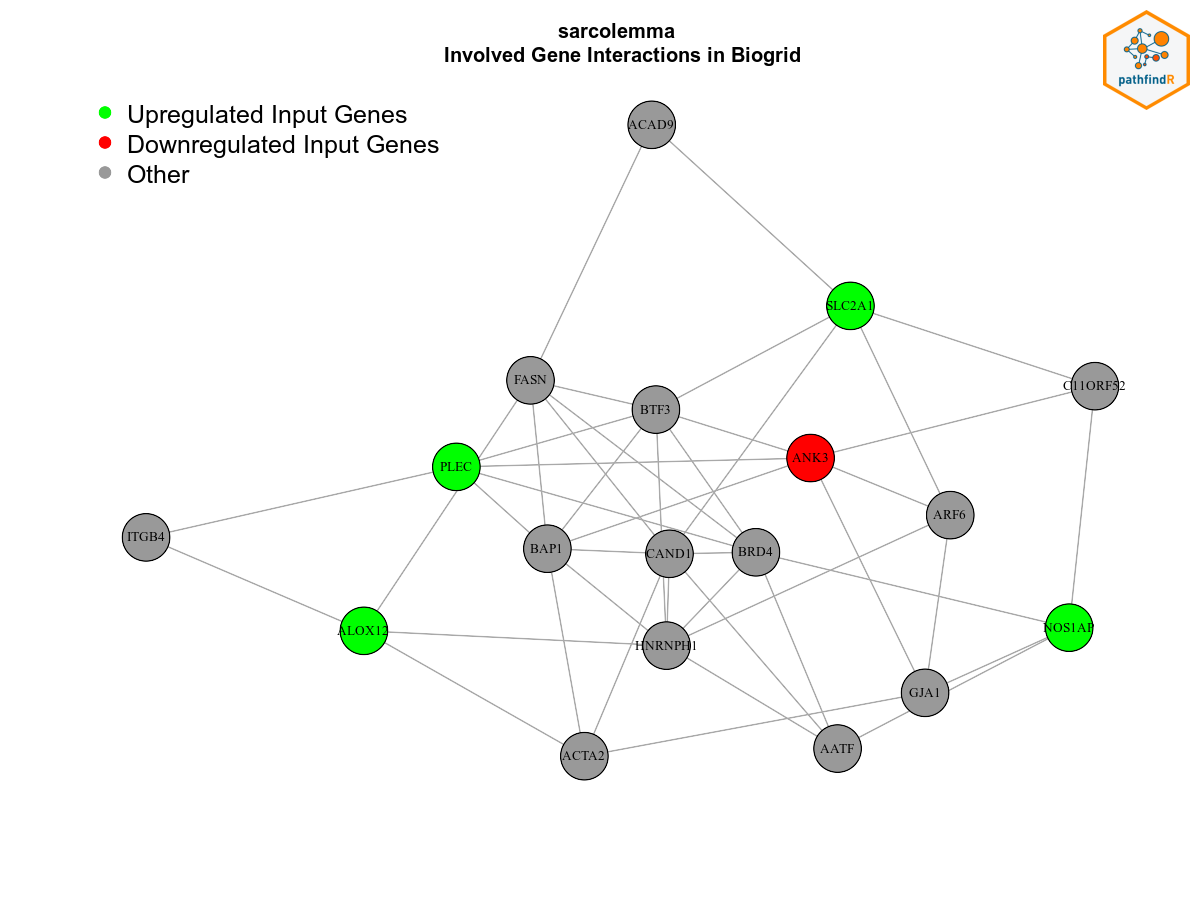 sarcolemma
Involved Gene Interactions in Biogrid
pathfindR
Upregulated Input Genes
Downregulated Input Genes
Other
ACAD9
SLC2A1
FASN
C11ORF52
BTF3
ANK3
PLEC
ARF6
ITGB4
BAP1
CAND1
BRD4
ALOX12
NOS1AP
HNRNPH1
GJA1
AATF
ACTA2